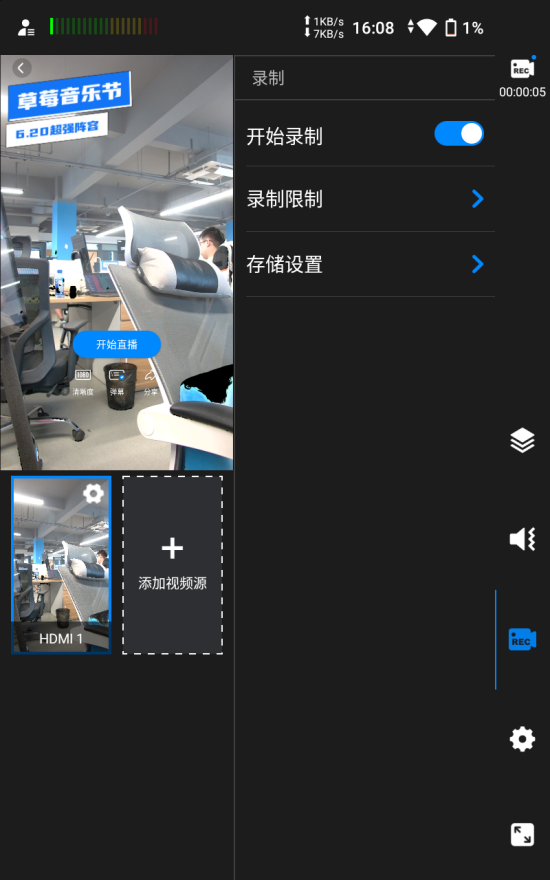 1KB/s
7KB/s
16:08
1%
REC
00:00:05
草莓音乐节
6.20超强阵容
录制
开始录制
录制限制
存储设置
开始直播
清晰度
弹幕
分享
HDMI 1
添加视频源
REC